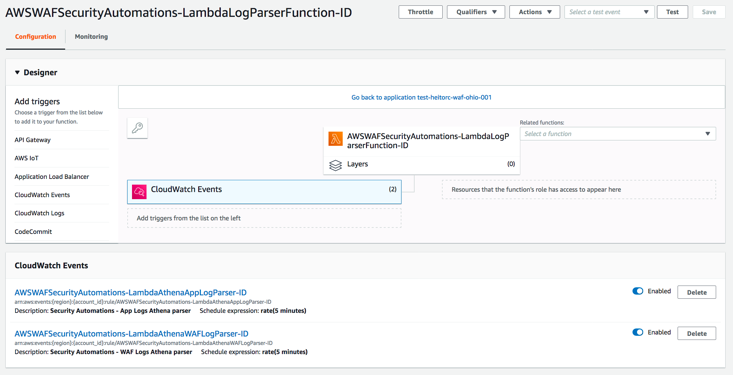 AWSWAFSecurityAutomations-LambdaLogParserFunction-ID
Throttle
Qualifiers
Actions
Select a test event
Test
Save
Configuration
Monitoring
Designer
Add triggers
Choose a trigger from the list below
to add it to your function.
API Gateway
AWS IoT
Application Load Balancer
CloudWatch Events
CloudWatch Logs
CodeCommit
Go back to application test-heitorc-waf-ohio-001
Related functions:
Select a function
AWSWAFSecurityAutomations-LambdaLogP
arserFunction-ID
Layers (0)
CloudWatch Events (2)
Add triggers from the list on the left
Resources that the function's role has access to appear here
CloudWatch Events
AWSWAFSecurityAutomations-LambdaAthenaAppLogParser-ID
arn:aws:events:{region}:{account_id}:rule/AWSWAFSecurityAutomations-LambdaAthenaAppLogParser-ID
Description: Security Automations - App Logs Athena parser Schedule expression: rate(5 minutes)
Enabled
Delete
AWSWAFSecurityAutomations-LambdaAthenaWAFLogParser-ID
arn:aws:events:{region}:{account_id}:rule/AWSWAFSecurityAutomations-LambdaAthenaWAFLogParser-ID
Description: Security Automations - WAF Logs Athena parser Schedule expression: rate(5 minutes)
Enabled
Delete